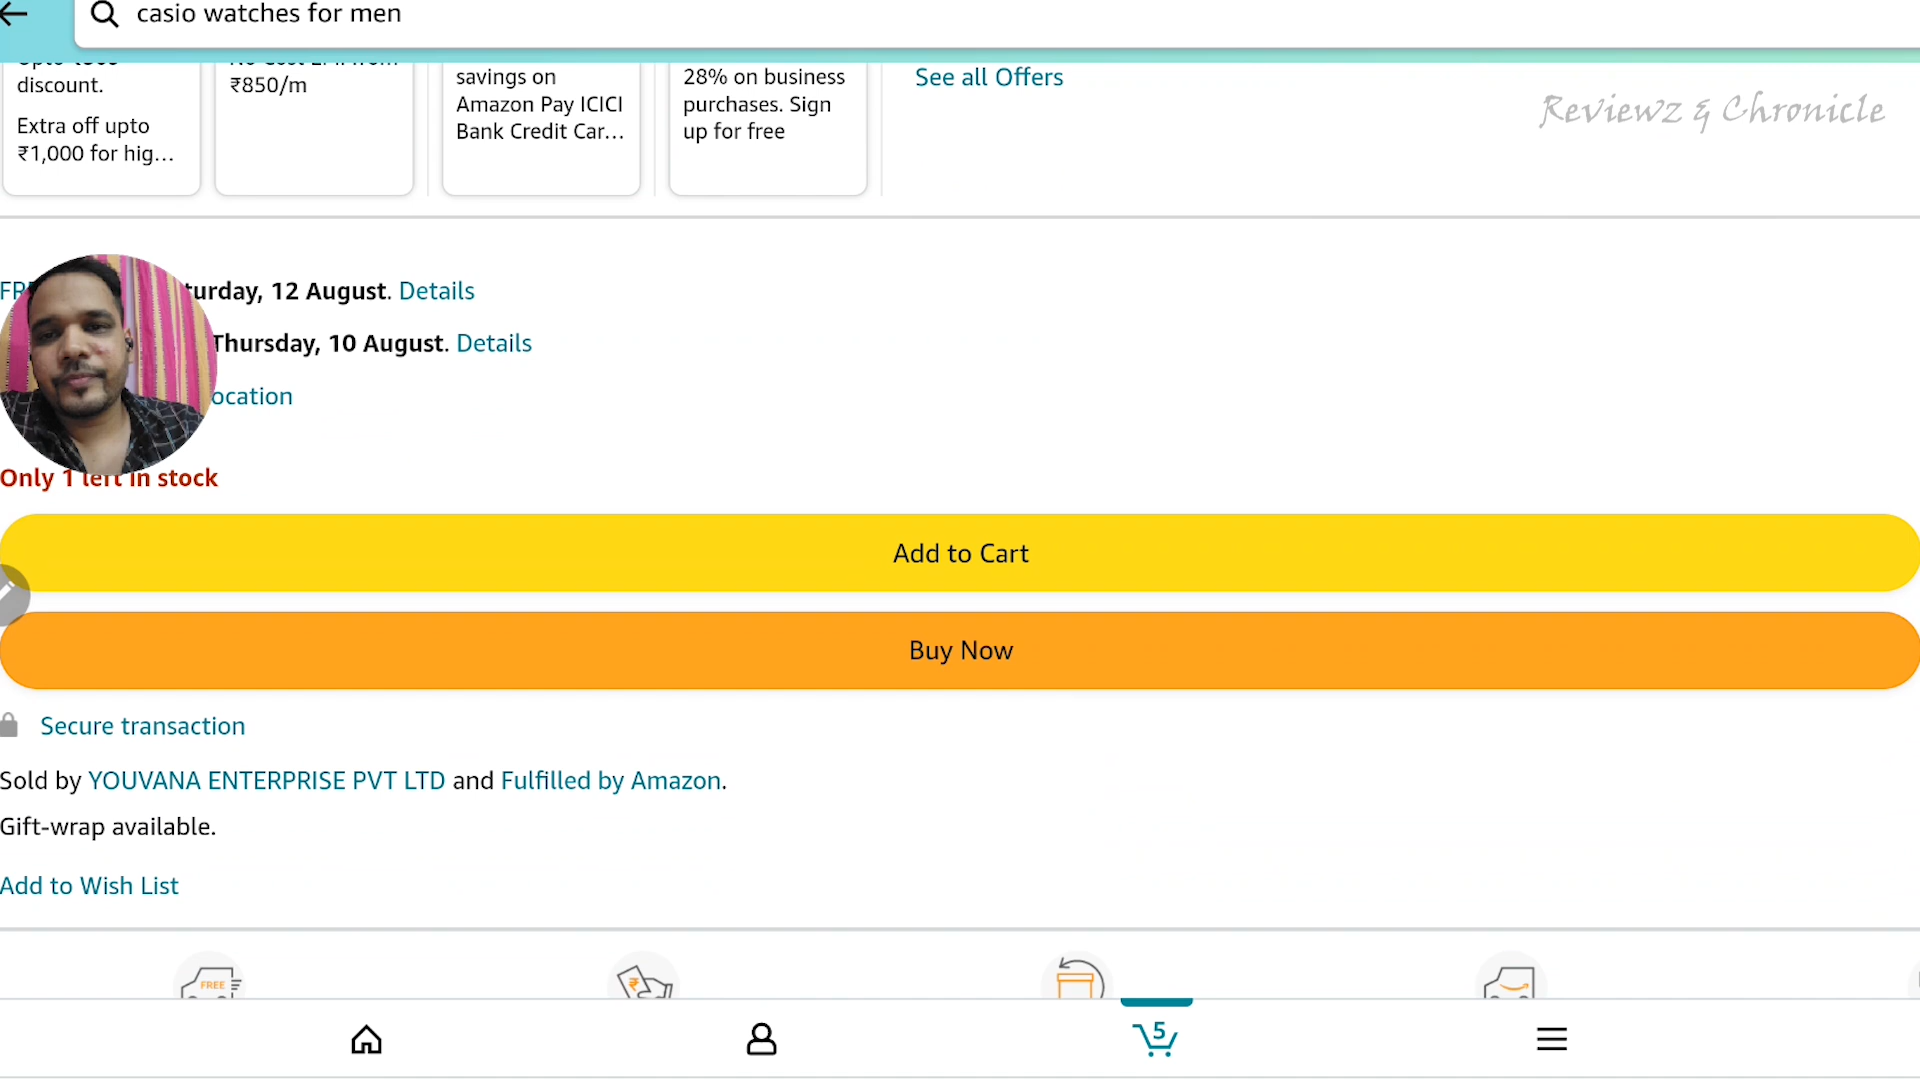 casio watches for men
discount.
Extra off upto
₹1,000 for hig...
₹850/m
savings on
Amazon Pay ICICI
Bank Credit Car...
28% on business
purchases. Sign
up for free
See all Offers
Reviewz & Chronicle
turday, 12 August. Details
Thursday, 10 August. Details
ocation
Only 1 left in stock
Add to Cart
Buy Now
Secure transaction
Sold by YOUVANA ENTERPRISE PVT LTD and Fulfilled by Amazon.
Gift-wrap available.
Add to Wish List
FREE
5